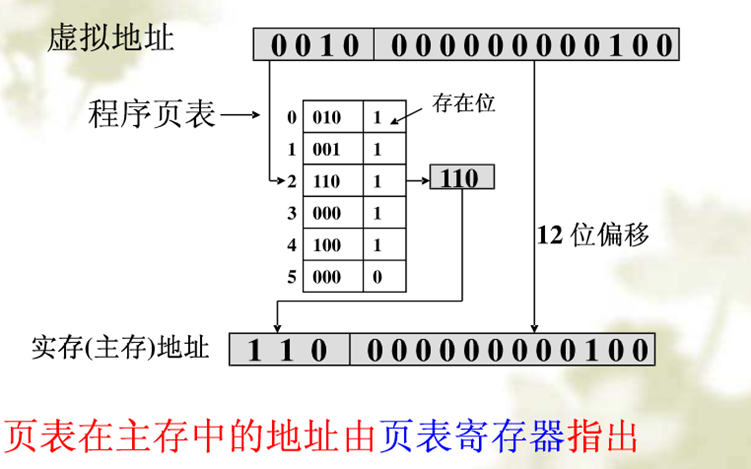 虚拟地址
0010 000000000100
程序页表
存在位
0 010 1
1 001 1
2 110 1
110
3 000 1
4 100 1
12 位偏移
5 000 0
实存(主存)地址
110 000000000100
页表在主存中的地址由页表寄存器指出